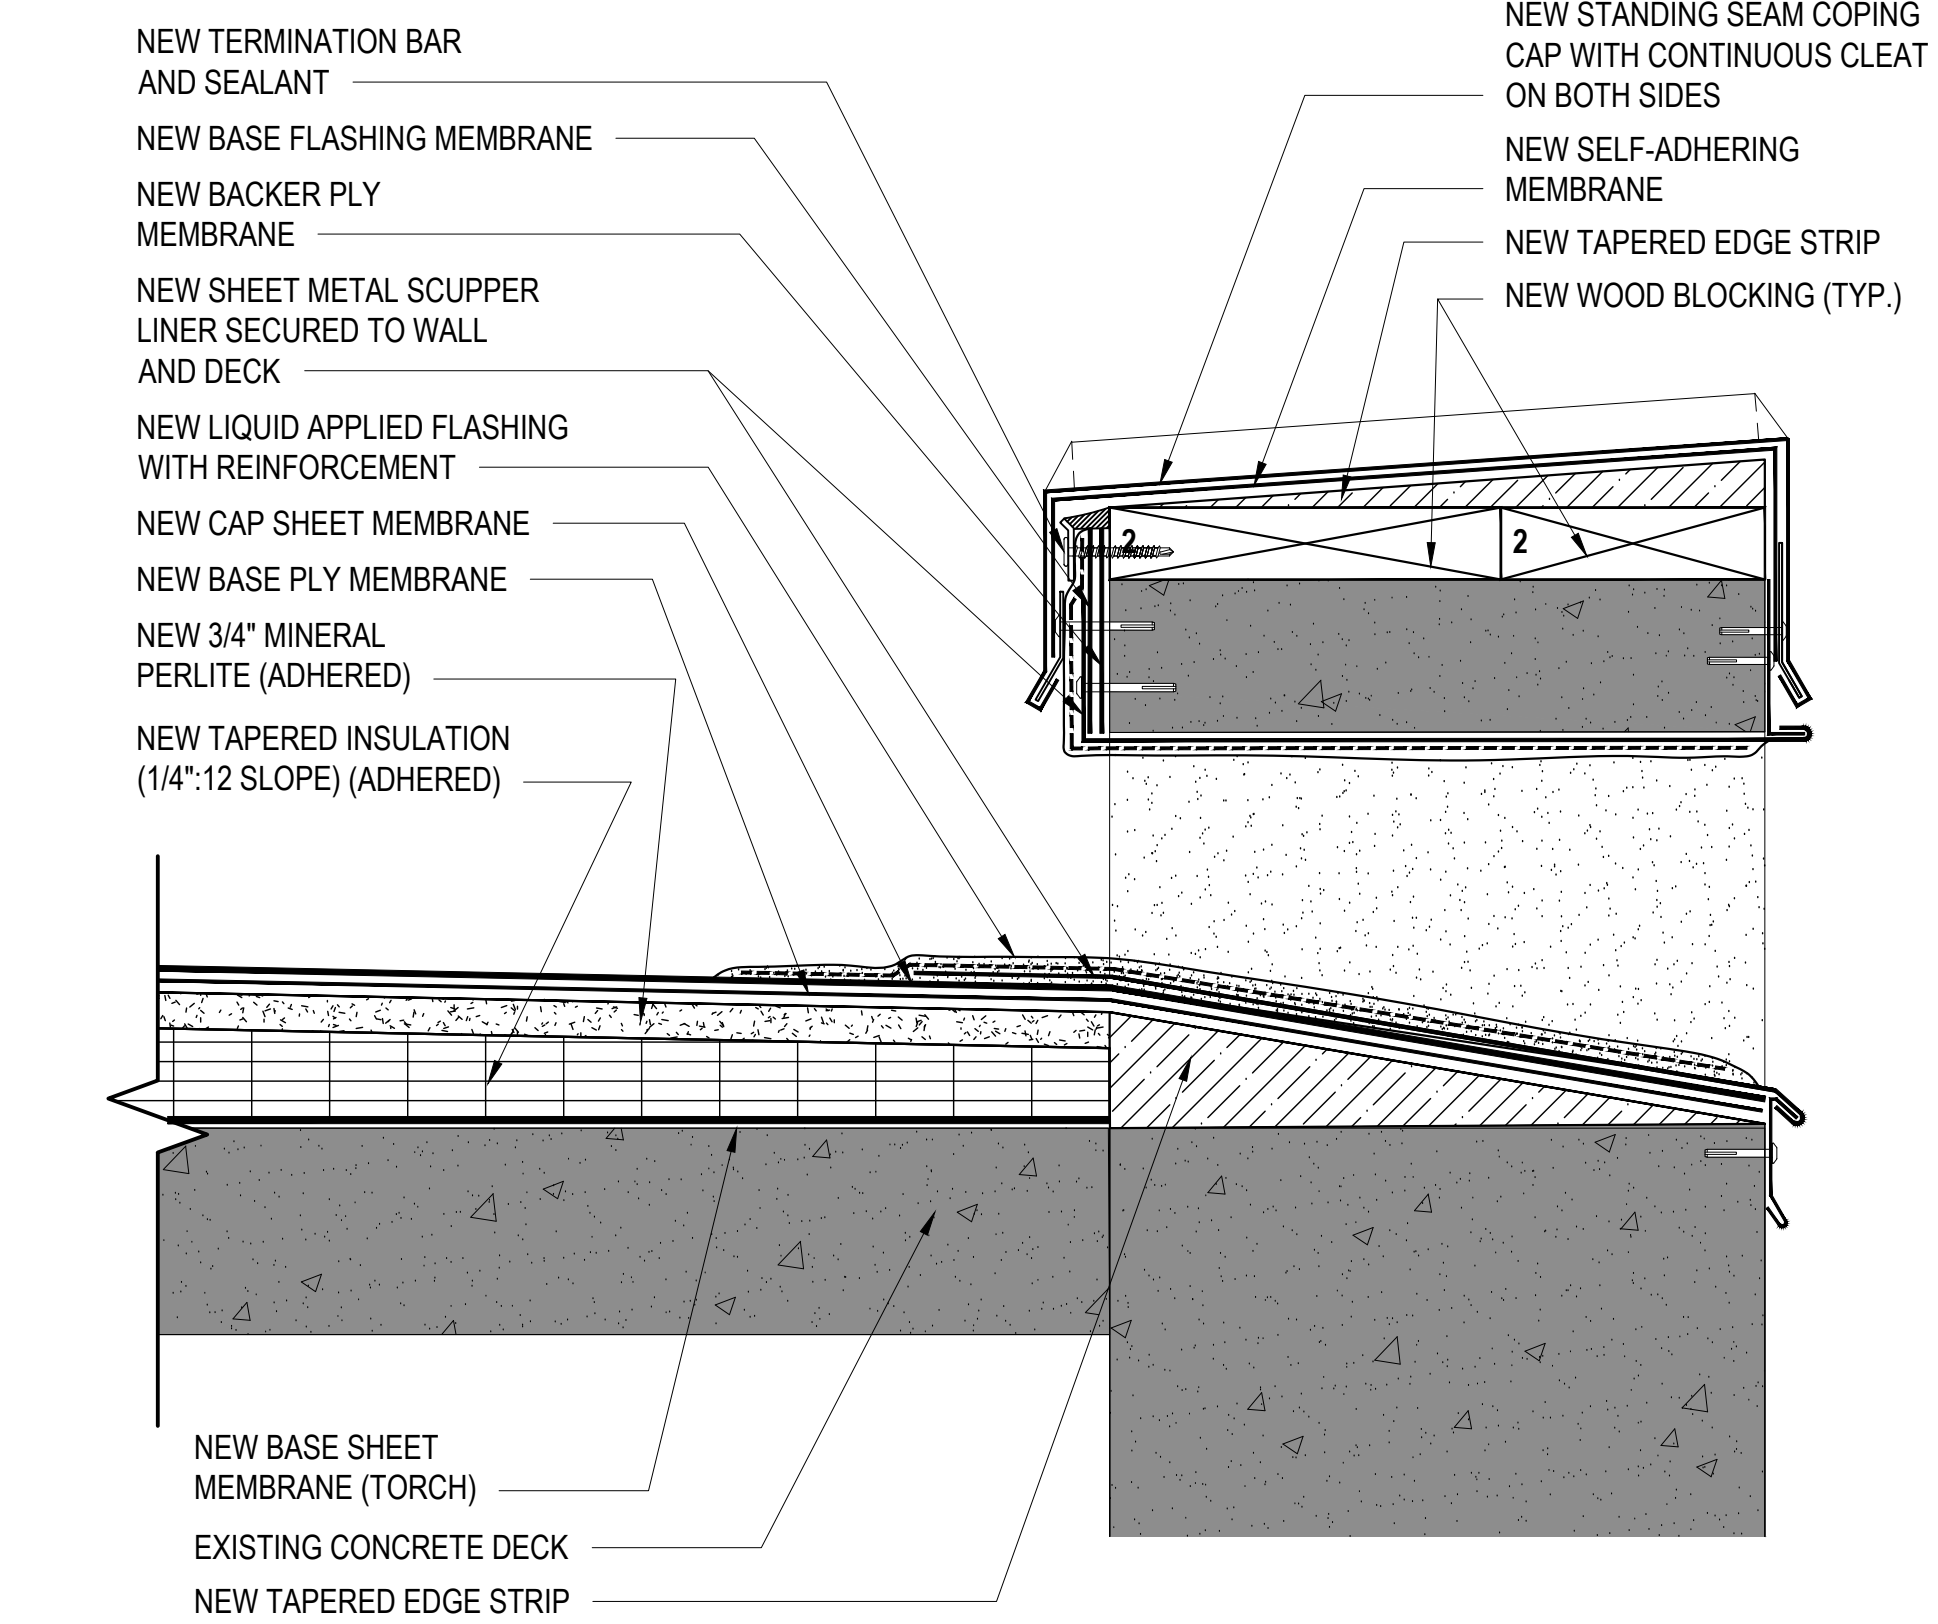 NEW TERMINATION BAR
AND SEALANT
NEW BASE FLASHING MEMBRANE
NEW BACKER PLY
MEMBRANE
NEW SHEET METAL SCUPPER
LINER SECURED TO WALL
AND DECK
NEW LIQUID APPLIED FLASHING
WITH REINFORCEMENT
NEW CAP SHEET MEMBRANE
NEW BASE PLY MEMBRANE
NEW 3/4" MINERAL
PERLITE (ADHERED)
NEW TAPERED INSULATION
(1/4":12 SLOPE) (ADHERED)
NEW STANDING SEAM COPING
CAP WITH CONTINUOUS CLEAT
ON BOTH SIDES
NEW SELF-ADHERING
MEMBRANE
NEW TAPERED EDGE STRIP
NEW WOOD BLOCKING (TYP.)
2
2
NEW BASE SHEET
MEMBRANE (TORCH)
EXISTING CONCRETE DECK
NEW TAPERED EDGE STRIP